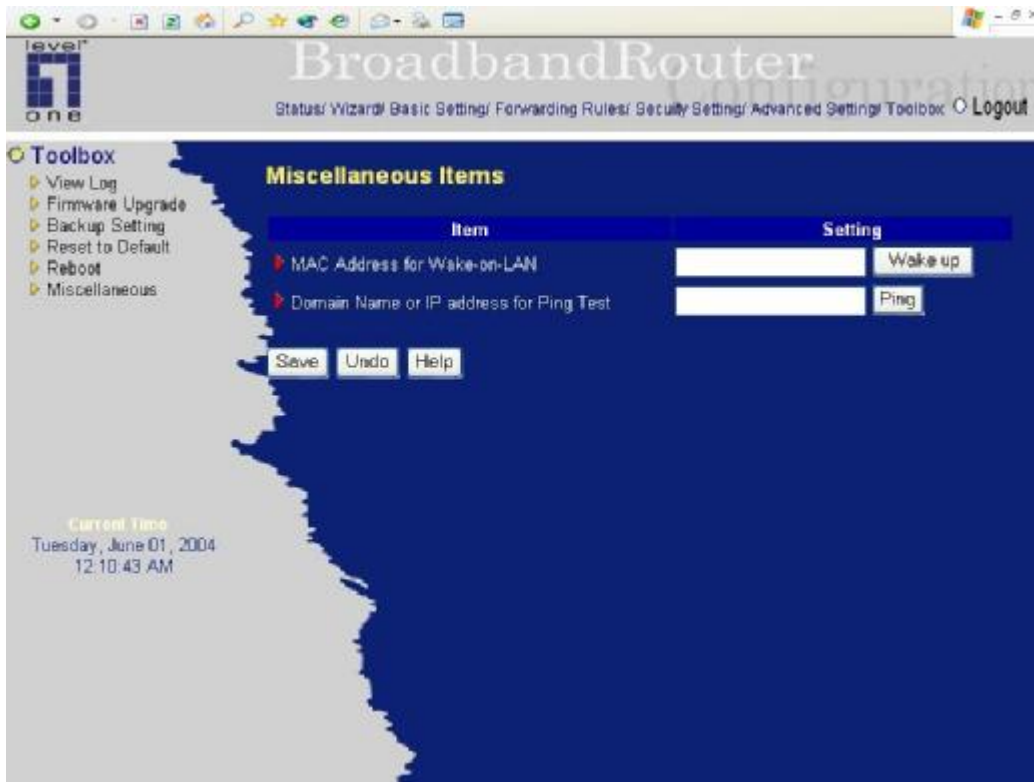 level
one
BroadbandRouter
Configuration
Status/ Wizard/ Basic Setting/ Forwarding Rules/ Secuity Setting/ Advanced Setting/ Toolbox Logout
Toolbox
View Log
Firmware Upgrade
Backup Setting
Reset to Default
Reboot
Miscellaneous
Miscellaneous Items
Item Setting
MAC Address for Wake-on-LAN Wake up
Domain Name or IP address for Ping Test Ping
Save Undo Help
Current Time
Tuesday, June 01, 2004
12:10:43 AM